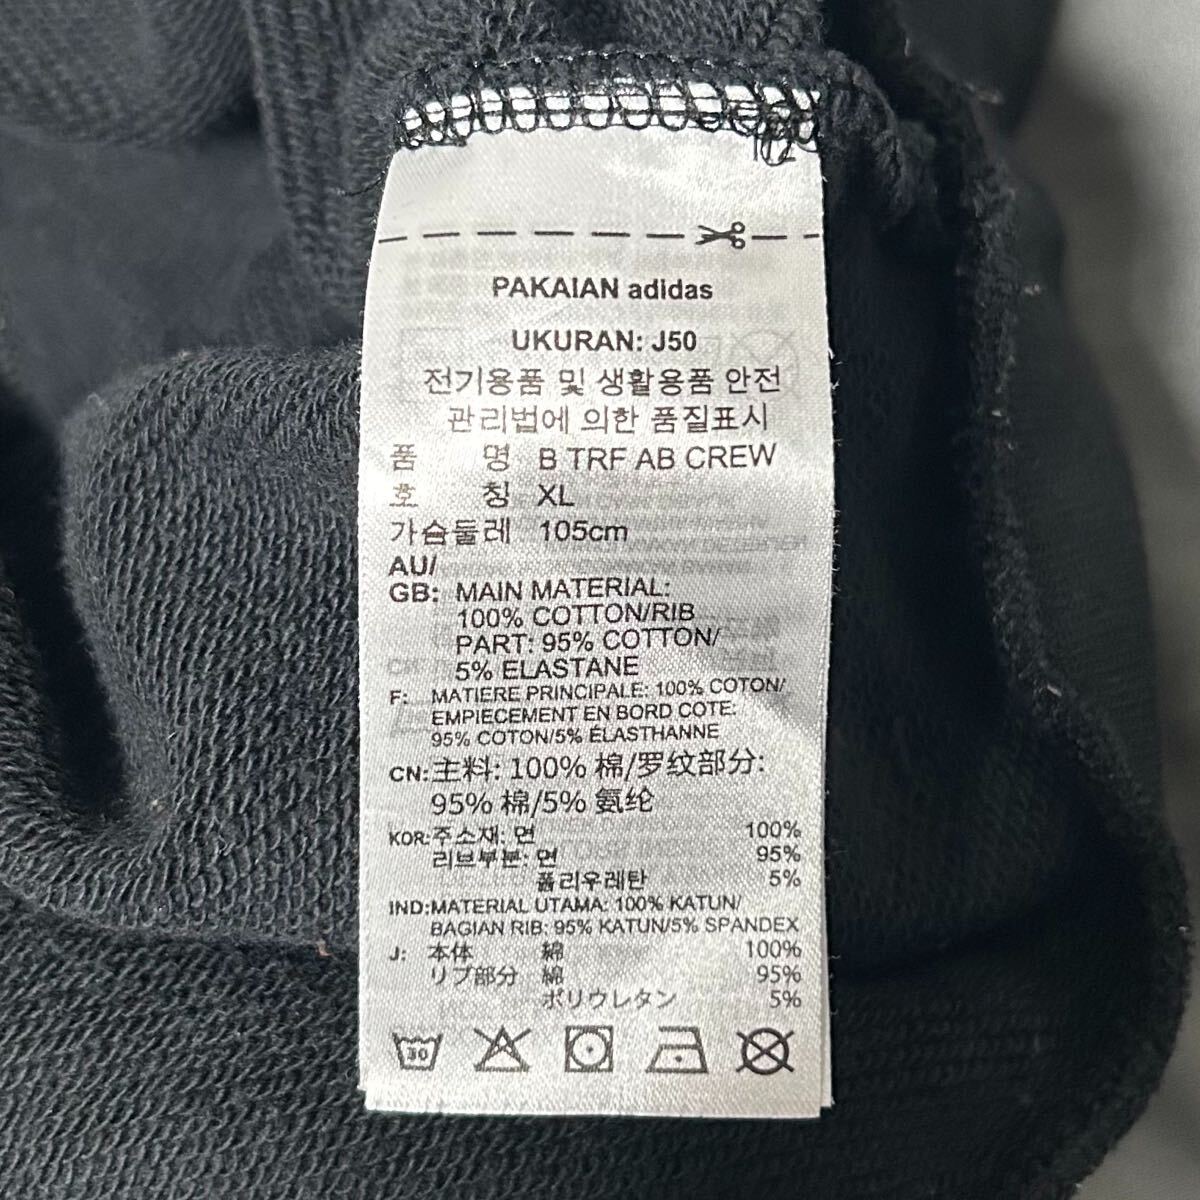 PAKAIAN adidas
UKURAN: J50
전기용품 및 생활용품 안전
관리법에 의한 품질표시
품 명 B TRF AB CREW
호 칭 XL
가슴둘레 105cm
AU/
GB: MAIN MATERIAL:
100% COTTON/RIB
PART: 95% COTTON/
5% ELASTANE
F: MATIERE PRINCIPALE: 100% COTON/
EMPIECEMENT EN BORD COTE:
95% COTON/5% ELASTHANNE
CN: 主料: 100% 棉/罗纹部分:
95% 棉/5% 氨纶
KOR: 주소재: 면 100%
리브부분: 면 95%
폴리우레탄 5%
IND: MATERIAL UTAMA: 100% KATUN/
BAGIAN RIB: 95% KATUN/5% SPANDEX
J: 本体 綿 100%
リブ部分 綿 95%
ポリウレタン 5%
30